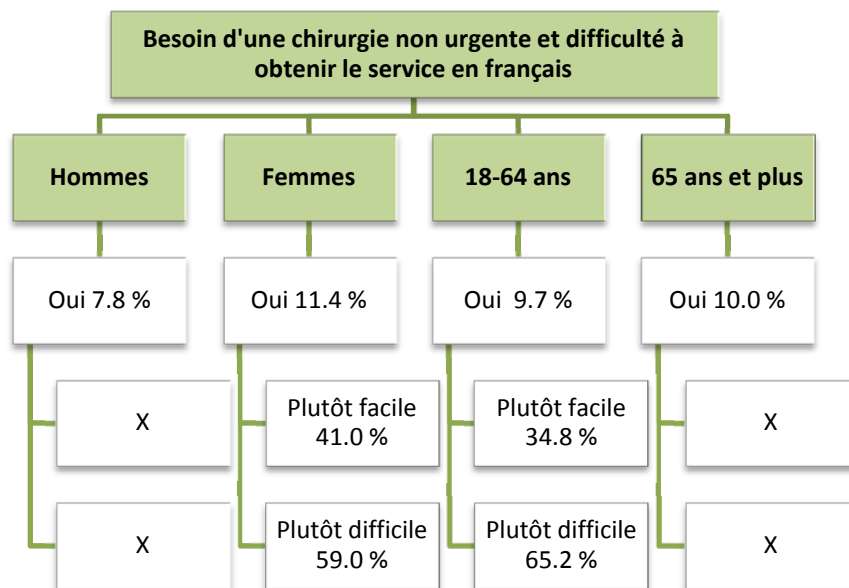 Besoin d'une chirurgie non urgente et difficulté à
obtenir le service en français
Hommes
Femmes
18-64 ans
65 ans et plus
Oui 7.8 %
Oui 11.4 %
Oui 9.7 %
Oui 10.0 %
X
Plutôt facile
41.0 %
Plutôt facile
34.8 %
X
X
Plutôt difficile
59.0 %
Plutôt difficile
65.2 %
X